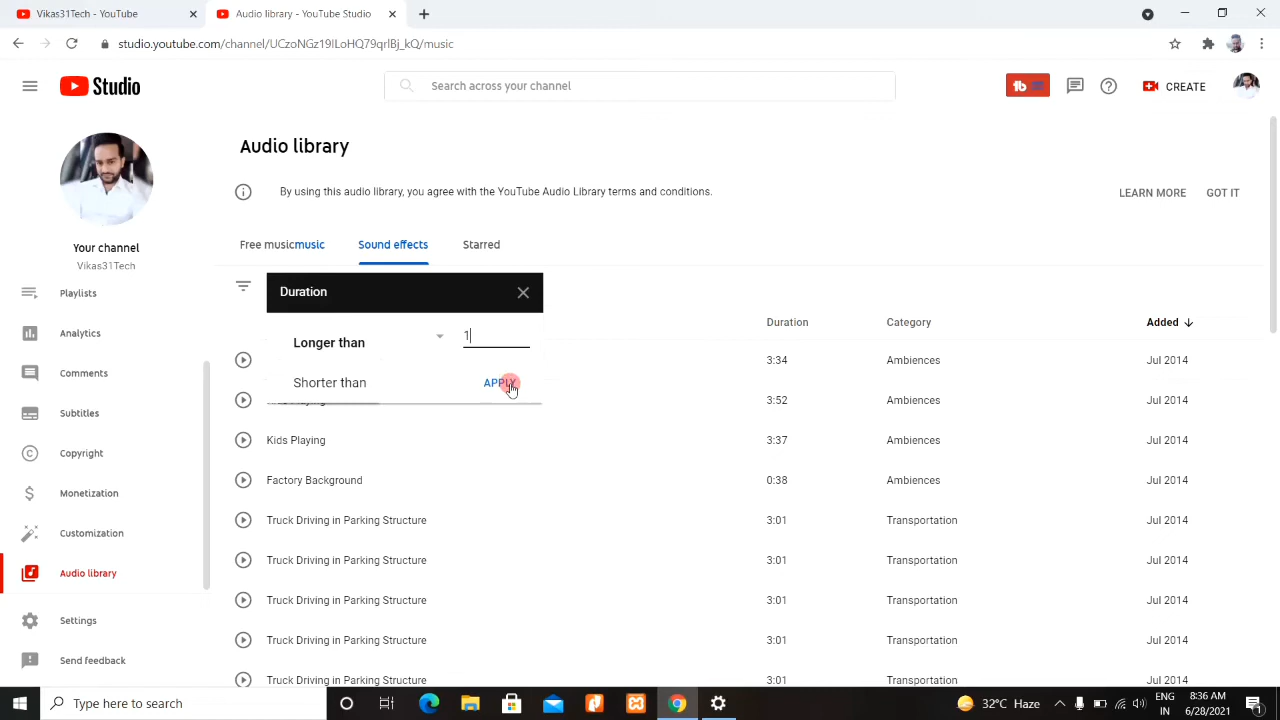 Vikas31Tech - YouTube
Audio library - YouTube Studio
studio.youtube.com/channel/UCzoNGz19ILoHQ79qrlBj_kQ/music
Studio
Search across your channel
CREATE
Audio library
By using this audio library, you agree with the YouTube Audio Library terms and conditions.
LEARN MORE
GOT IT
Your channel
Vikas31Tech
Free musicmusic
Sound effects
Starred
Playlists
Analytics
Comments
Subtitles
Copyright
Monetization
Customization
Audio library
Settings
Send feedback
Duration
Longer than
1
Shorter than
APPLY
Duration Category Added
3:34 Ambiences Jul 2014
3:52 Ambiences Jul 2014
Kids Playing 3:37 Ambiences Jul 2014
Factory Background 0:38 Ambiences Jul 2014
Truck Driving in Parking Structure 3:01 Transportation Jul 2014
Truck Driving in Parking Structure 3:01 Transportation Jul 2014
Truck Driving in Parking Structure 3:01 Transportation Jul 2014
Truck Driving in Parking Structure 3:01 Transportation Jul 2014
Truck Driving in Parking Structure 3:01 Transportation Jul 2014
Type here to search
32°C Haze
ENG
IN
8:36 AM
6/28/2021